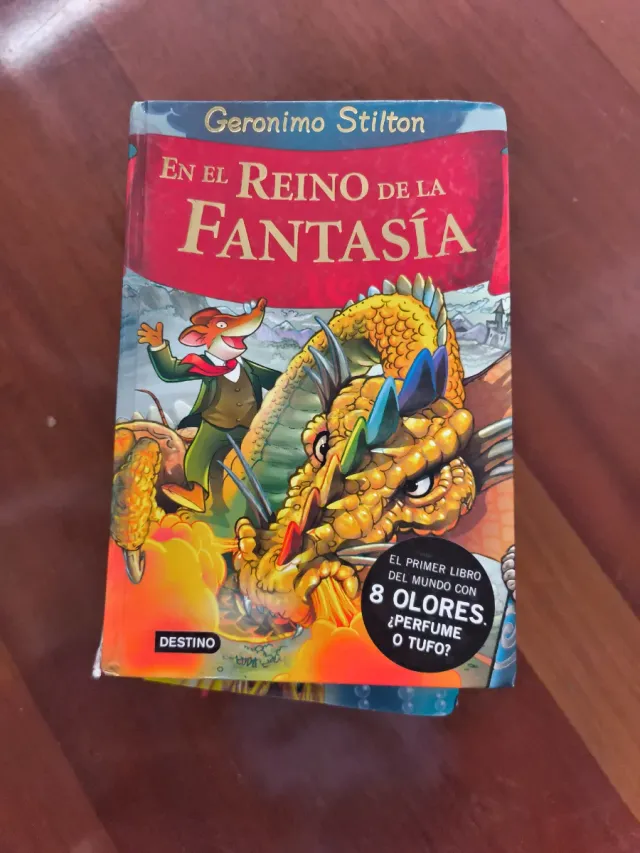 Geronimo Stilton
EN EL REINO DE LA
FANTASÍA
EL PRIMER LIBRO
DEL MUNDO CON
8 OLORES.
¿PERFUME
O TUFO?
DESTINO